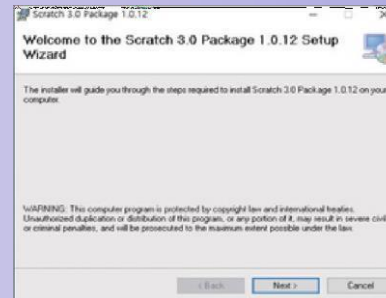 Scratch 3.0 Package 1.0.12
Welcome to the Scratch 3.0 Package 1.0.12 Setup
Wizard
The installer will guide you through the steps required to install Scratch 3.0 Package 1.0.12 on your
computer.
WARNING: This computer program is protected by copyright law and international treaties.
Unauthorized duplication or distribution of this program, or any portion of it, may result in severe civil
or criminal penalties, and will be prosecuted to the maximum extent possible under the law.
< Back
Next >
Cancel